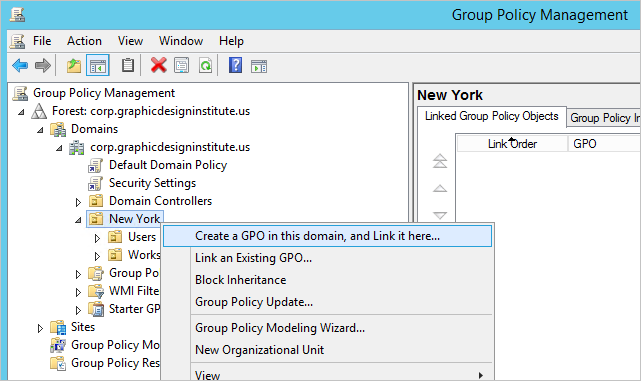 Group Policy Management
File Action View Window Help
Group Policy Management
Forest: corp.graphicdesigninstitute.us
Domains
corp.graphicdesigninstitute.us
Default Domain Policy
Security Settings
Domain Controllers
New York
Users
Works
Group Po
WMI Filte
Starter GP
Sites
Group Policy Mo
Group Policy Res
New York
Linked Group Policy Objects Group Policy In
Link Order GPO
Create a GPO in this domain, and Link it here...
Link an Existing GPO...
Block Inheritance
Group Policy Update...
Group Policy Modeling Wizard...
New Organizational Unit
View